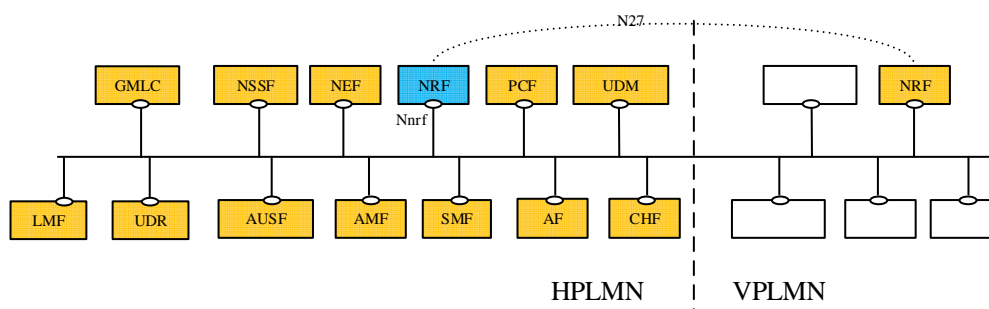 N27
GMLC
NSSF
NEF
NRF
PCF
UDM
NRF
Nnrf
LMF
UDR
AUSF
AMF
SMF
AF
CHF
HPLMN
VPLMN